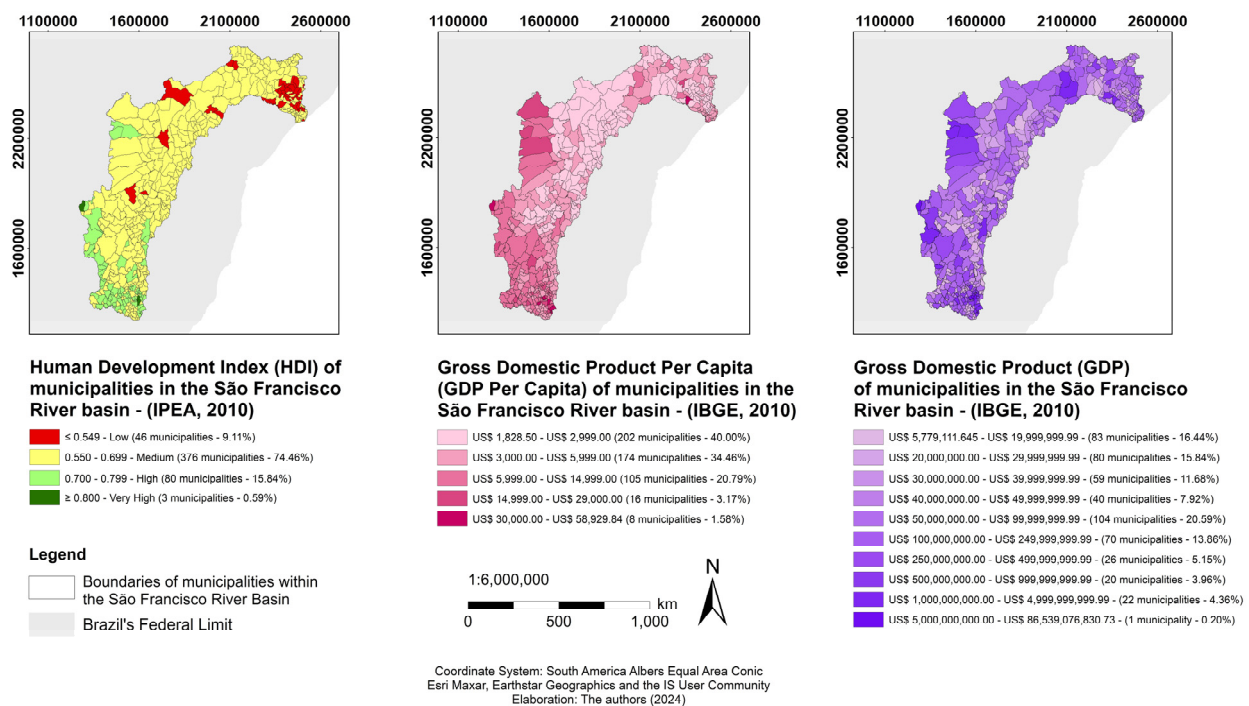 1100000 1600000 2100000 2600000
2200000
1600000
Human Development Index (HDI) of
municipalities in the São Francisco
River basin - (IPEA, 2010)
≤ 0.549 - Low (46 municipalities - 9.11%)
0.550 - 0.699 - Medium (376 municipalities - 74.46%)
0.700 - 0.799 - High (80 municipalities - 15.84%)
≥ 0.800 - Very High (3 municipalities - 0.59%)
Legend
Boundaries of municipalities within
the São Francisco River Basin
Brazil's Federal Limit
1100000 1600000 2100000 2600000
2200000
1600000
Gross Domestic Product Per Capita
(GDP Per Capita) of municipalities in the
São Francisco River basin - (IBGE, 2010)
US$ 1,828.50 - US$ 2,999.00 (202 municipalities - 40.00%)
US$ 3,000.00 - US$ 5,999.00 (174 municipalities - 34.46%)
US$ 5,999.00 - US$ 14,999.00 (105 municipalities - 20.79%)
US$ 14,999.00 - US$ 29,000.00 (16 municipalities - 3.17%)
US$ 30,000.00 - US$ 58,929.84 (8 municipalities - 1.58%)
1:6,000,000
km
0 500 1,000
N
1100000 1600000 2100000 2600000
2200000
1600000
Gross Domestic Product (GDP)
of municipalities in the São Francisco
River basin - (IBGE, 2010)
US$ 5,779,111.645 - US$ 19,999,999.99 - (83 municipalities - 16.44%)
US$ 20,000,000.00 - US$ 29,999,999.99 - (80 municipalities - 15.84%)
US$ 30,000,000.00 - US$ 39,999,999.99 - (59 municipalities - 11.68%)
US$ 40,000,000.00 - US$ 49,999,999.99 - (40 municipalities - 7.92%)
US$ 50,000,000.00 - US$ 99,999,999.99 - (104 municipalities - 20.59%)
US$ 100,000,000.00 - US$ 249,999,999.99 - (70 municipalities - 13.86%)
US$ 250,000,000.00 - US$ 499,999,999.99 - (26 municipalities - 5.15%)
US$ 500,000,000.00 - US$ 999,999,999.99 - (20 municipalities - 3.96%)
US$ 1,000,000,000.00 - US$ 4,999,999,999.99 - (22 municipalities - 4.36%)
US$ 5,000,000,000.00 - US$ 86,539,076,830.73 - (1 municipality - 0.20%)
Coordinate System: South America Albers Equal Area Conic
Esri Maxar, Earthstar Geographics and the IS User Community
Elaboration: The authors (2024)